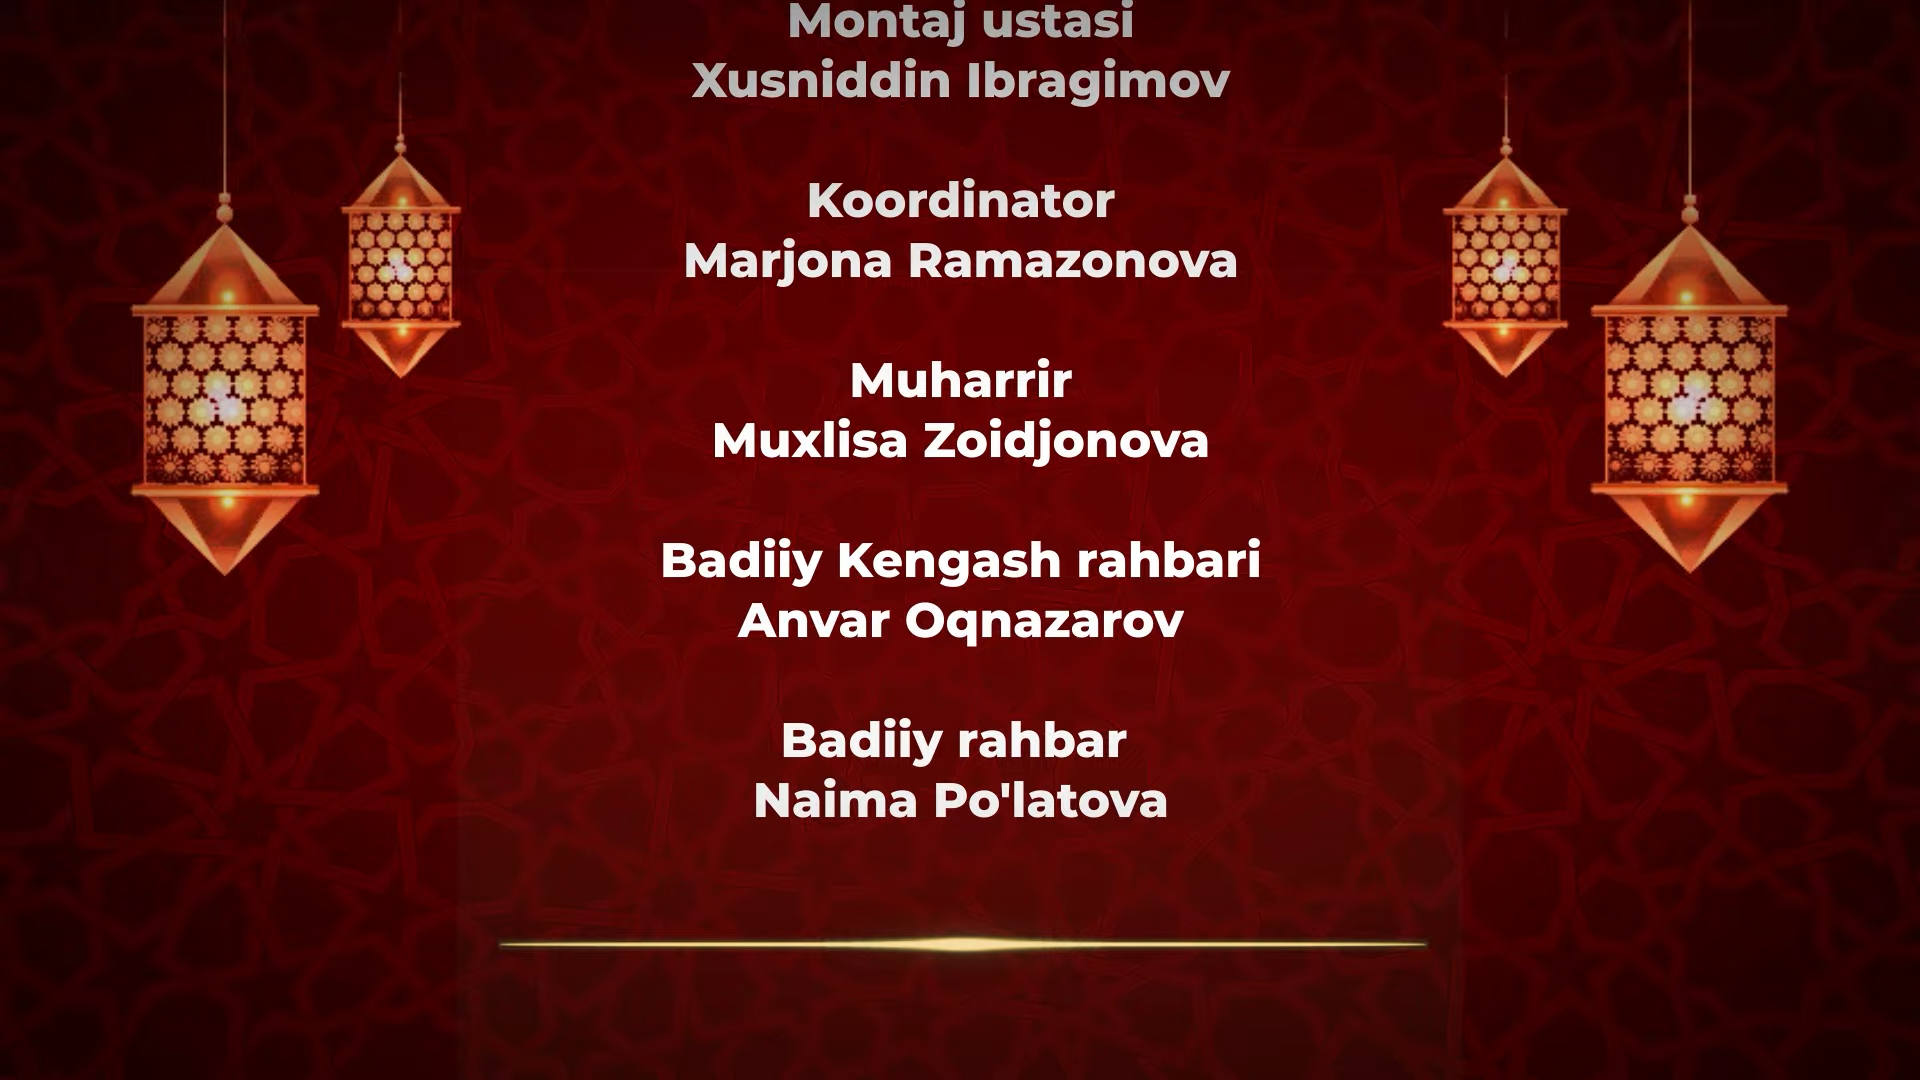 Montaj ustasi
Xusniddin Ibragimov
Koordinator
Marjona Ramazonova
Muharrir
Muxlisa Zoidjonova
Badiiy Kengash rahbari
Anvar Oqnazarov
Badiiy rahbar
Naima Po'latova